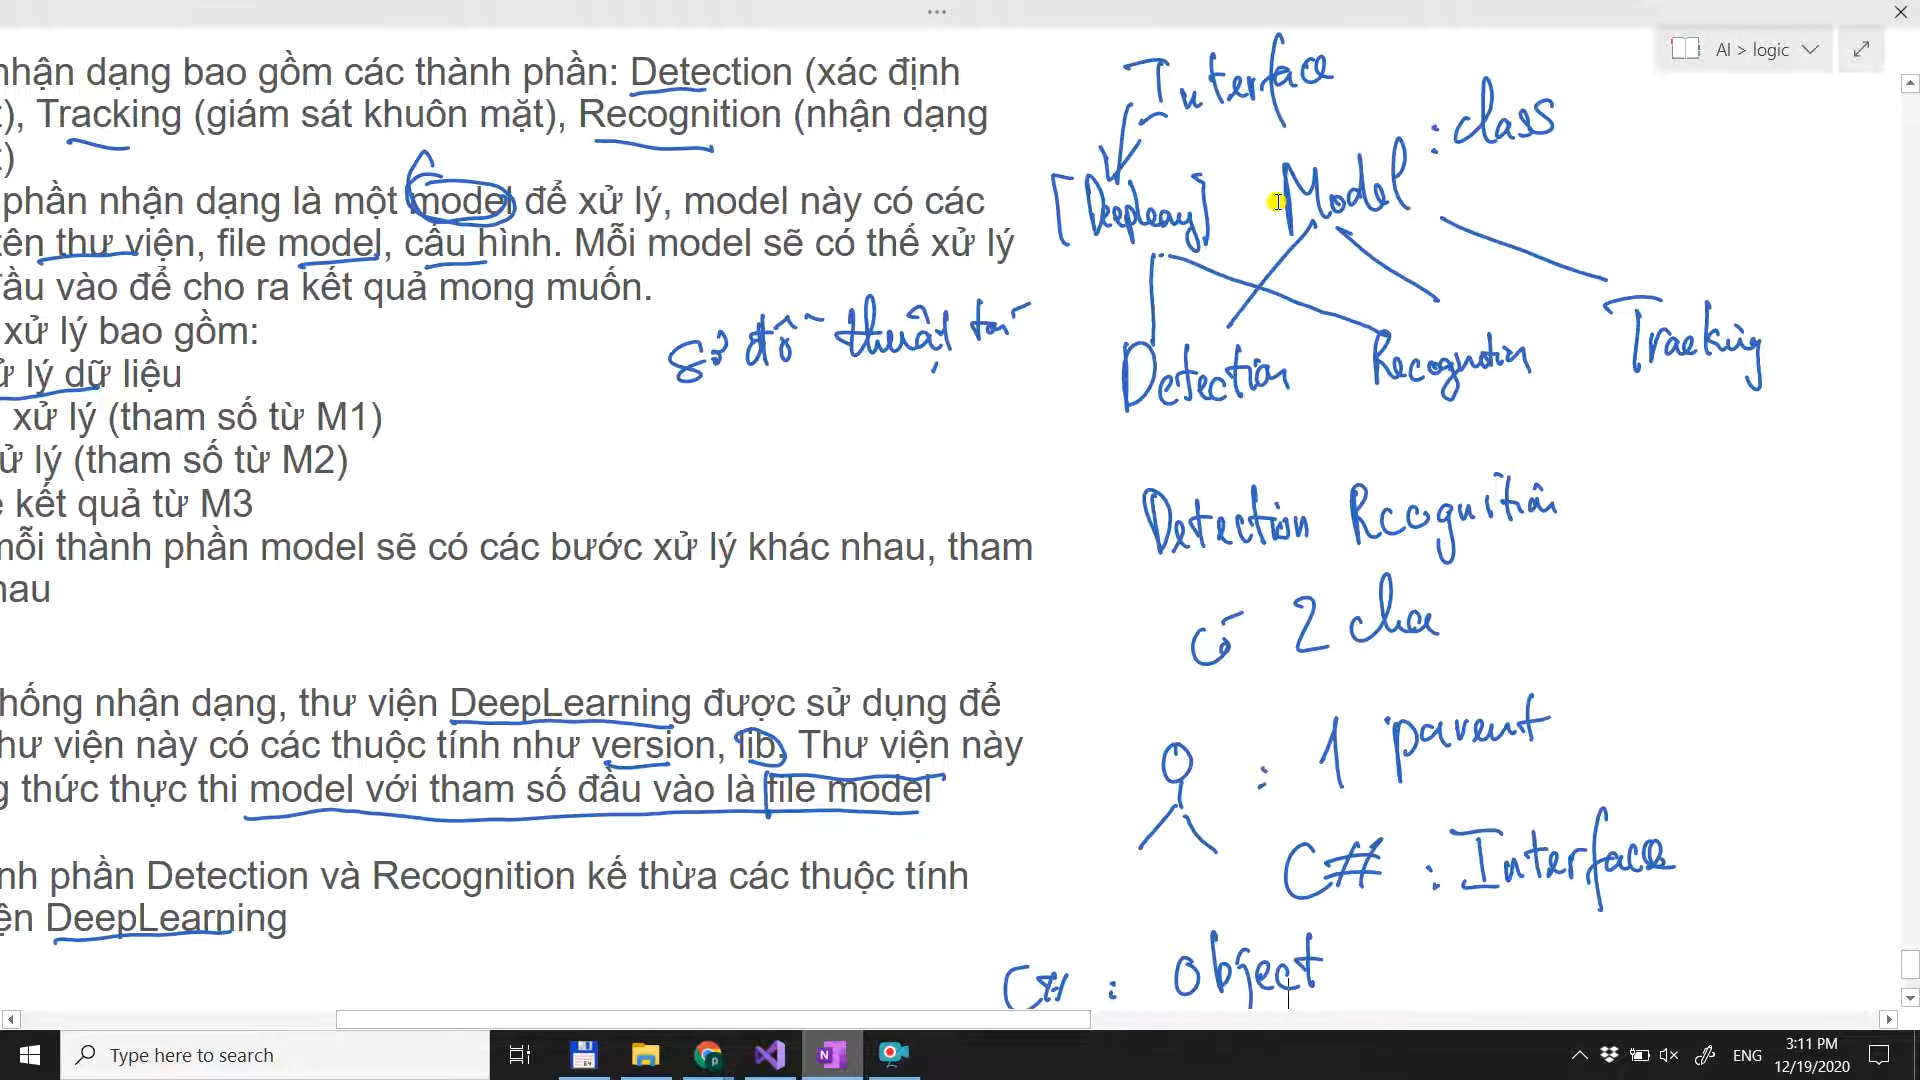 AI > logic
nhận dạng bao gồm các thành phần: Detection (xác định
t), Tracking (giám sát khuôn mặt), Recognition (nhận dạng
t)
phần nhận dạng là một model để xử lý, model này có các
tên thư viện, file model, cấu hình. Mỗi model sẽ có thể xử lý
đầu vào để cho ra kết quả mong muốn.
xử lý bao gồm:
ử lý dữ liệu
xử lý (tham số từ M1)
ử lý (tham số từ M2)
ề kết quả từ M3
mỗi thành phần model sẽ có các bước xử lý khác nhau, tham
hau
hống nhận dạng, thư viện DeepLearning được sử dụng để
hư viện này có các thuộc tính như version, lib. Thư viện này
g thức thực thi model với tham số đầu vào là file model
nh phần Detection và Recognition kế thừa các thuộc tính
ện DeepLearning
Interface
: class
[ ] Model
sơ đồ thuật
Detection Recognition Tracking
Detection Recognition
có 2 cha
: 1 parent
C# : Interface
C# : object
Type here to search
ENG
3:11 PM
12/19/2020